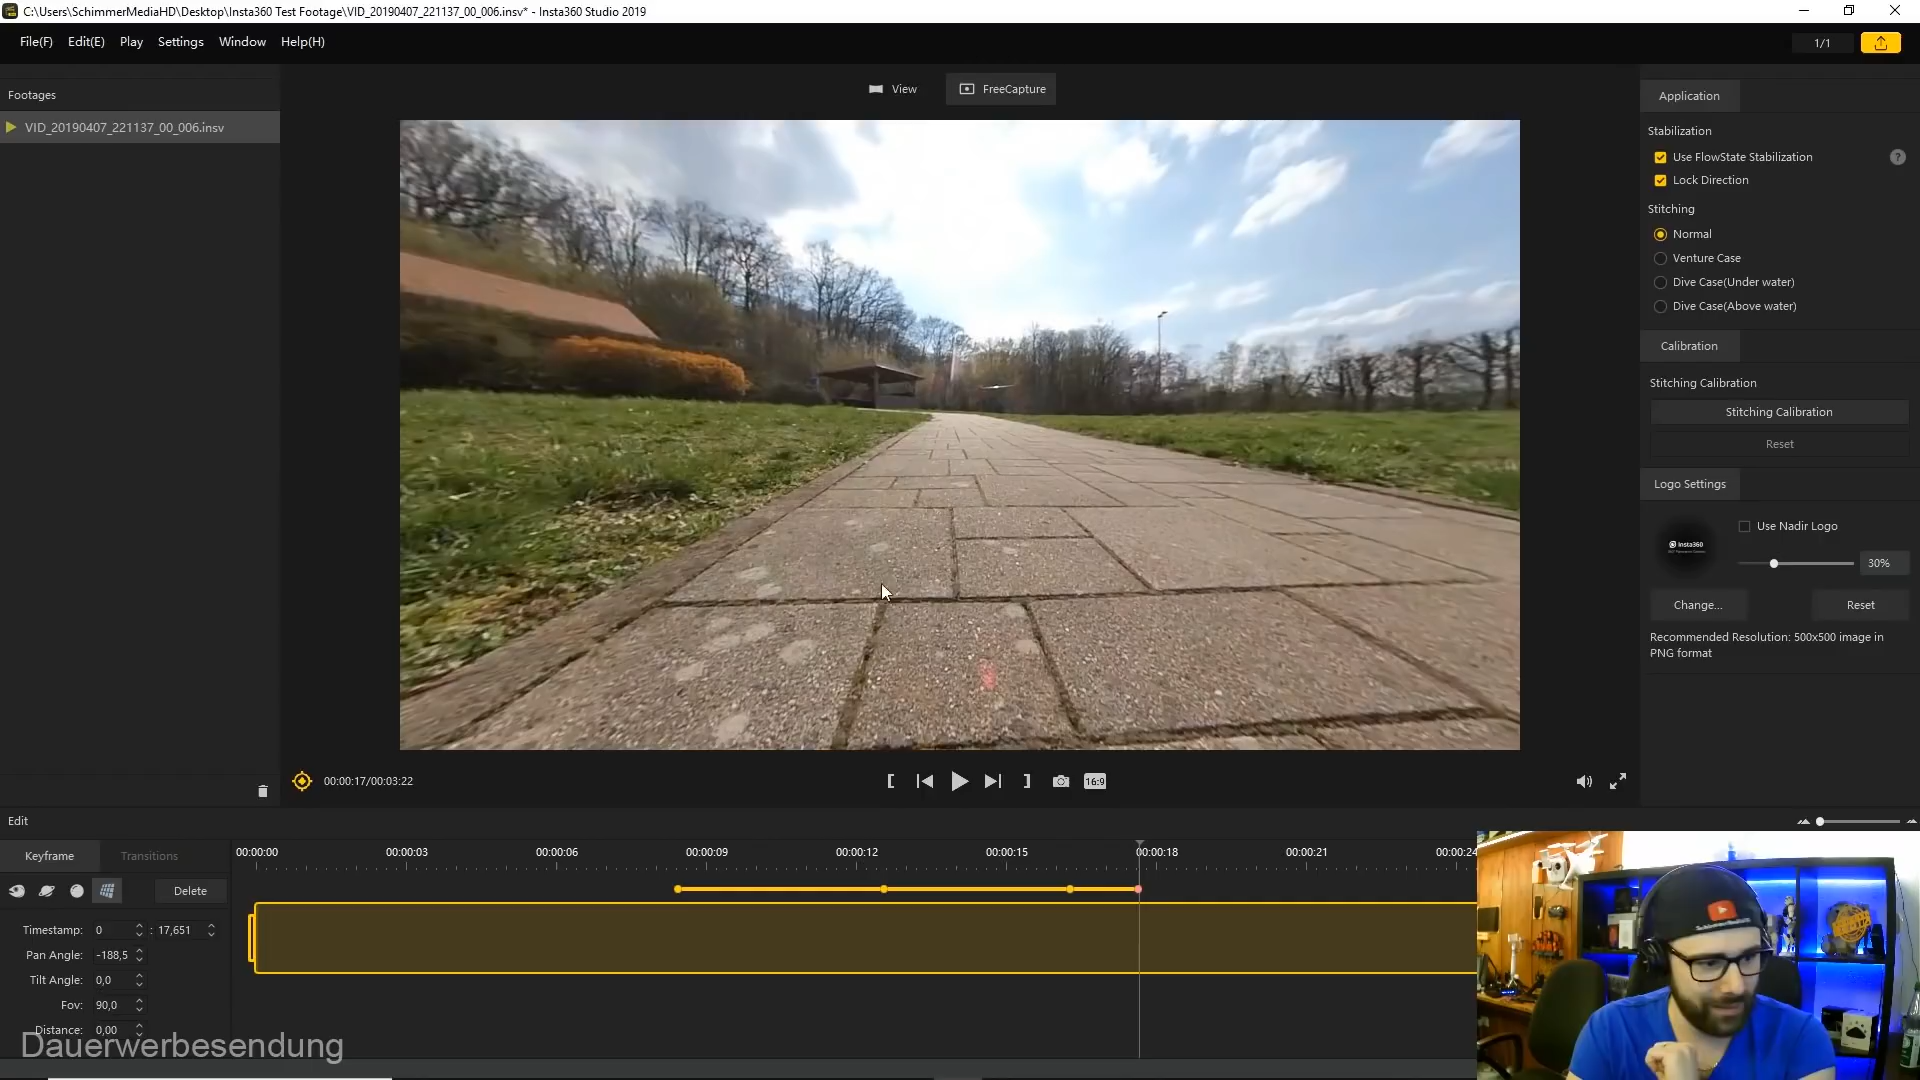 C:\Users\SchimmerMediaHD\Desktop\Insta360 Test Footage\VID_20190407_221137_00_006.insv* - Insta360 Studio 2019
File(F) Edit(E) Play Settings Window Help(H)
1/1
Footages
VID_20190407_221137_00_006.insv
View FreeCapture
Application
Stabilization
Use FlowState Stabilization ?
Lock Direction
Stitching
Normal
Venture Case
Dive Case(Under water)
Dive Case(Above water)
Calibration
Stitching Calibration
Stitching Calibration
Reset
Logo Settings
Insta360
Use Nadir Logo
30%
Change... Reset
Recommended Resolution: 500x500 image in
PNG format
00:00:17/00:03:22
16:9
Edit
Keyframe Transitions
00:00:00 00:00:03 00:00:06 00:00:09 00:00:12 00:00:15 00:00:18 00:00:21 00:00:24
Delete
Timestamp: 0 : 17,651
Pan Angle: -188,5
Tilt Angle: 0,0
Fov: 90,0
Distance: 0,00
Dauerwerbesendung